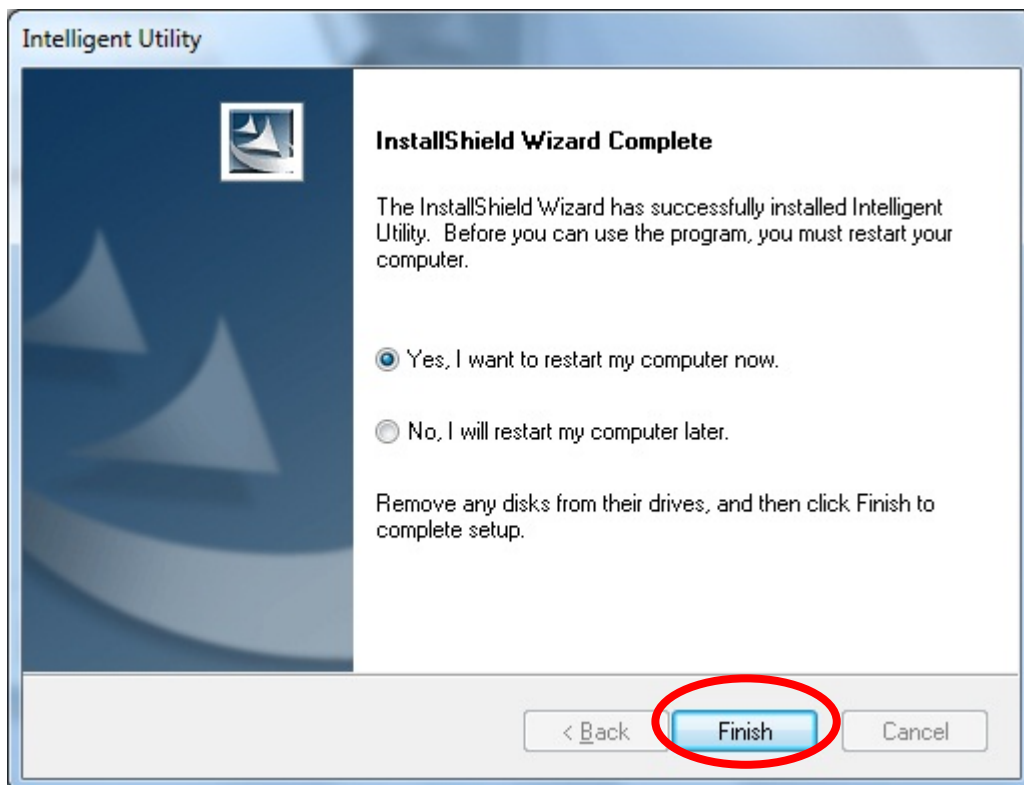 Intelligent Utility
InstallShield Wizard Complete
The InstallShield Wizard has successfully installed Intelligent
Utility.  Before you can use the program, you must restart your
computer.
Yes, I want to restart my computer now.
No, I will restart my computer later.
Remove any disks from their drives, and then click Finish to
complete setup.
< Back
Finish
Cancel